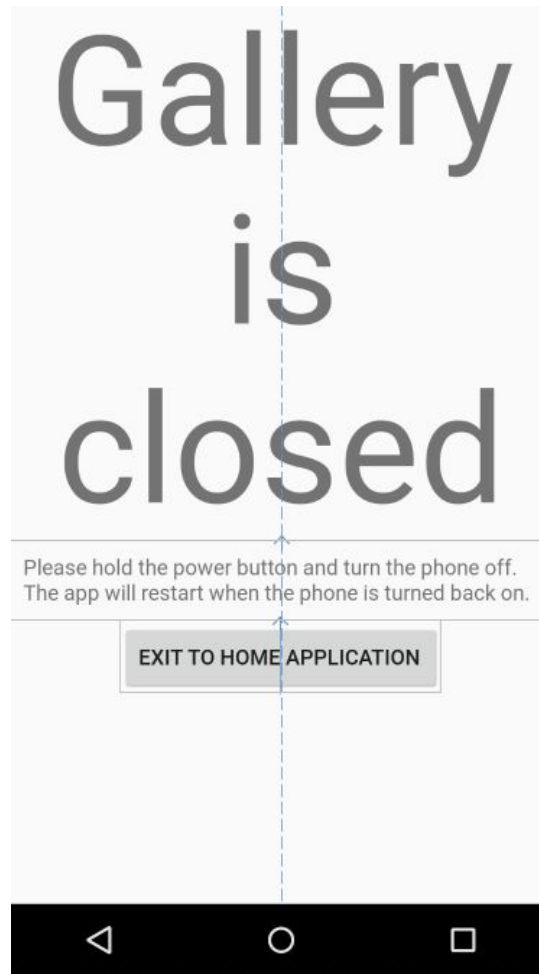 Gallery
is
closed
Please hold the power button and turn the phone off.
The app will restart when the phone is turned back on.
EXIT TO HOME APPLICATION